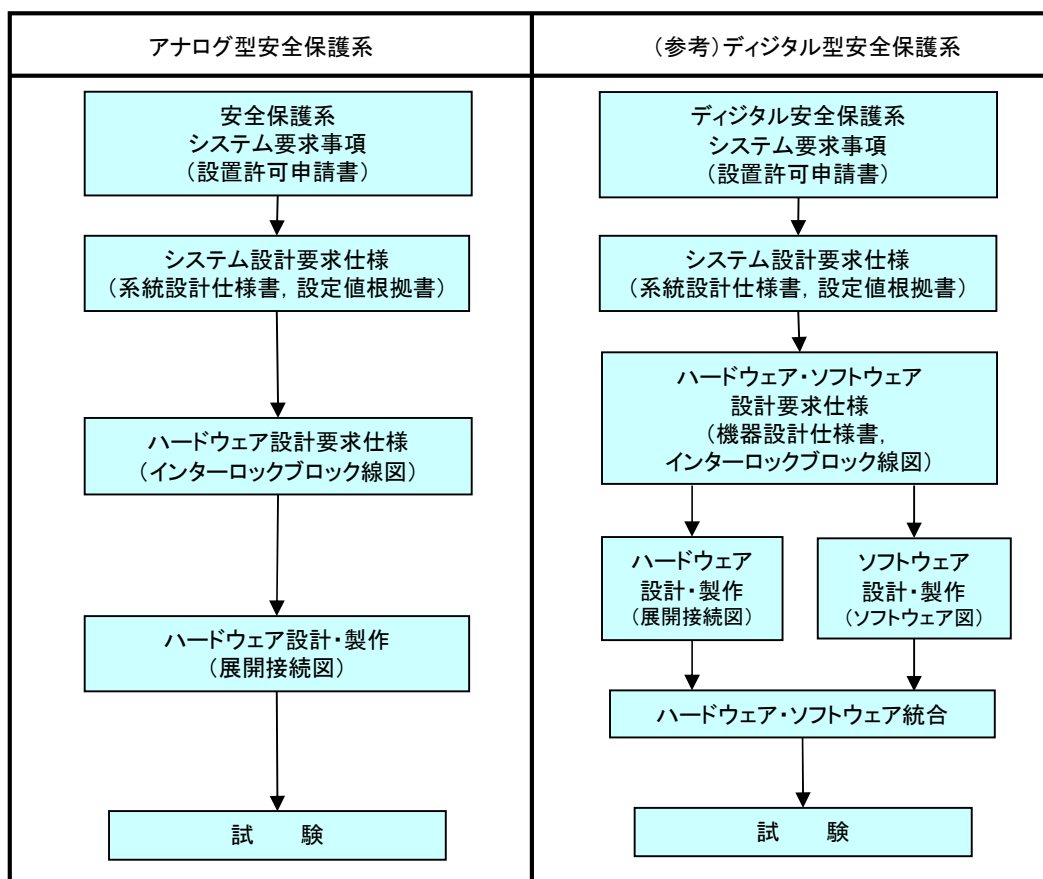 アナログ型安全保護系
安全保護系
システム要求事項
（設置許可申請書）
システム設計要求仕様
（系統設計仕様書，設定値根拠書）
ハードウェア設計要求仕様
（インターロックブロック線図）
ハードウェア設計・製作
（展開接続図）
試　　験
（参考）ディジタル型安全保護系
ディジタル安全保護系
システム要求事項
（設置許可申請書）
システム設計要求仕様
（系統設計仕様書，設定値根拠書）
ハードウェア・ソフトウェア
設計要求仕様
（機器設計仕様書，
インターロックブロック線図）
ハードウェア
設計・製作
（展開接続図）
ソフトウェア
設計・製作
（ソフトウェア図）
ハードウェア・ソフトウェア統合
試　　験